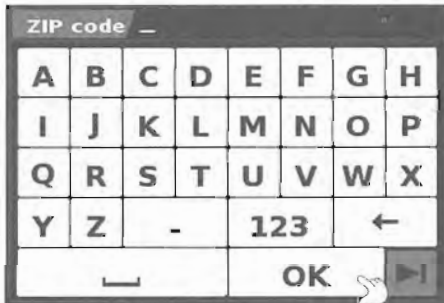 ZIP code _
A B C D E F G H
I J K L M N O P
Q R S T U V W X
Y Z - 123 ←
OK